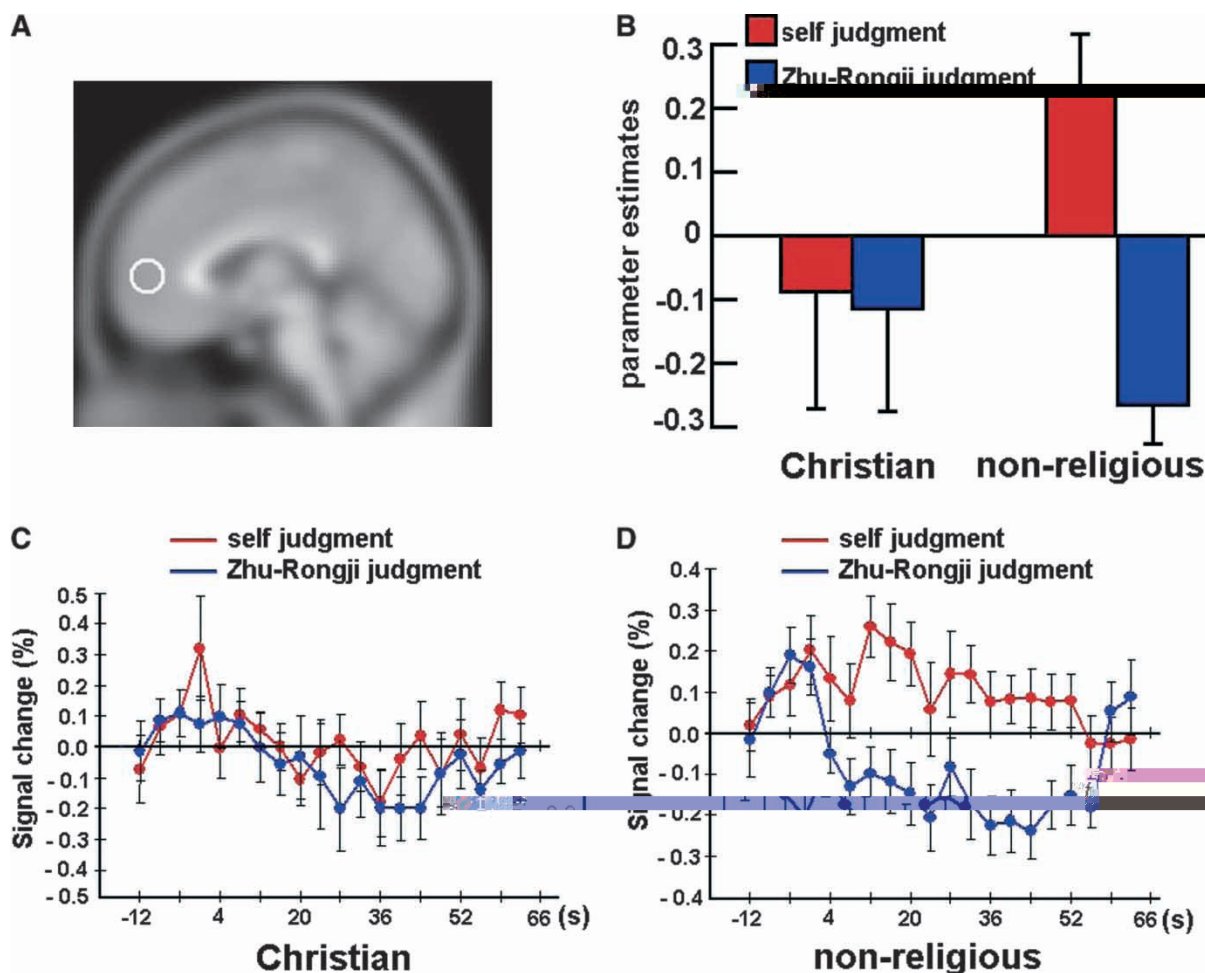 A
B
self judgment
Zhu-Rongji judgment
parameter estimates
0.3
0.2
0.1
0
-0.1
-0.2
-0.3
Christian
non-religious
C
self judgment
Zhu-Rongji judgment
Signal change (%)
0.5
0.4
0.3
0.2
0.1
0.0
-0.1
-0.2
-0.3
-0.4
-0.5
-12 4 20 36 52 66 (s)
Christian
D
self judgment
Zhu-Rongji judgment
Signal change (%)
0.4
0.3
0.2
0.1
0.0
-0.1
-0.2
-0.3
-0.4
-12 4 20 36 52 66 (s)
non-religious